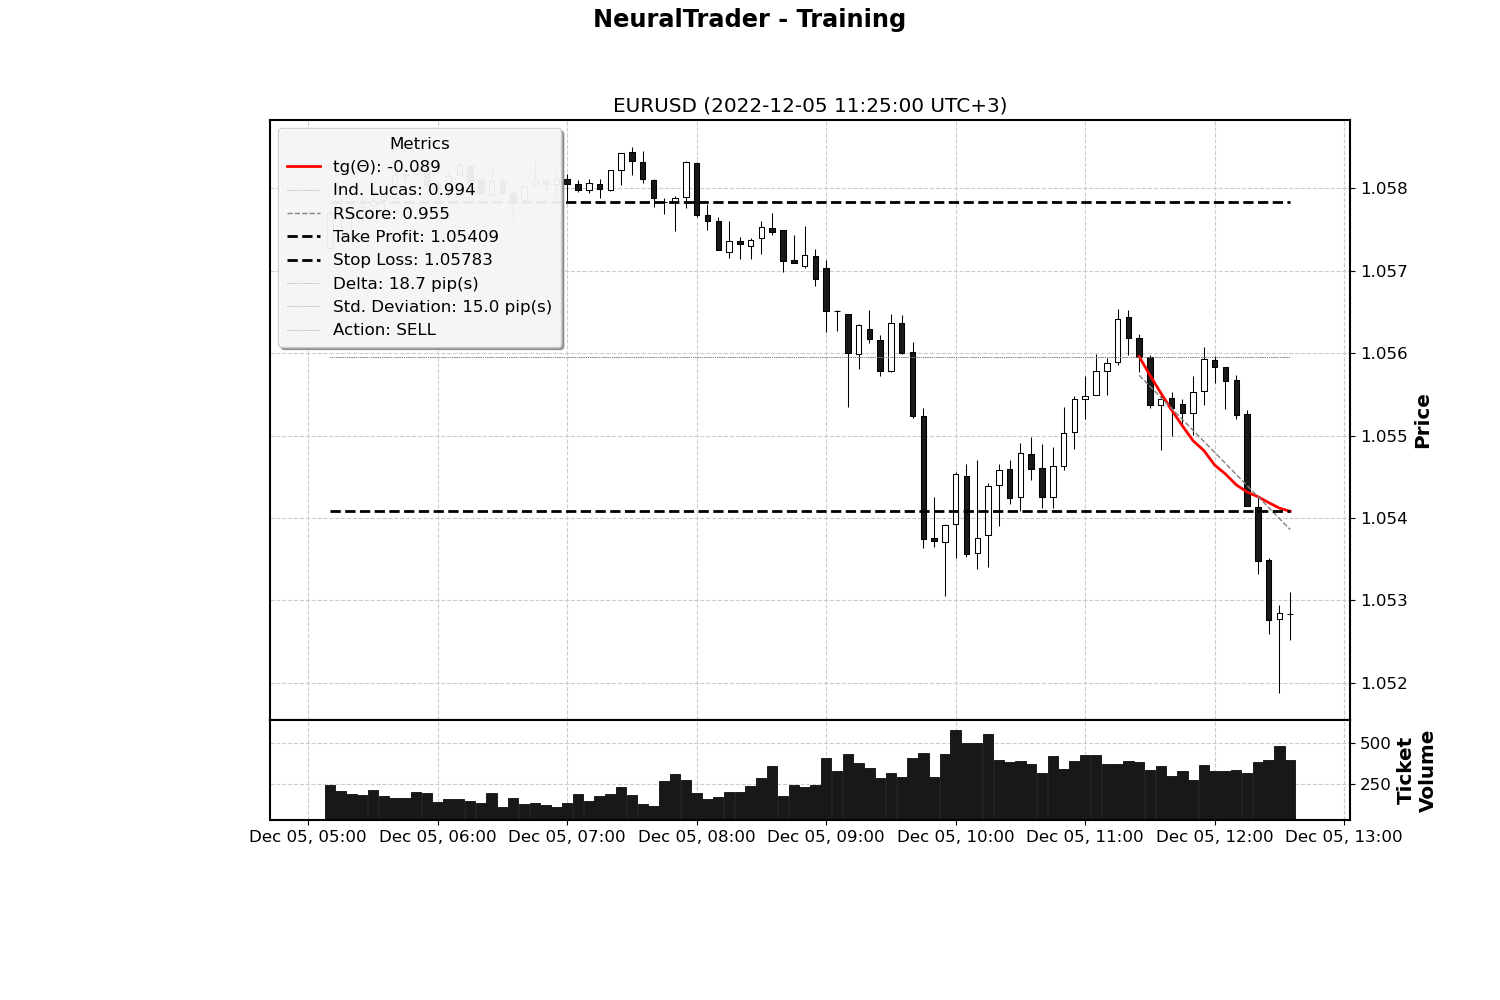 NeuralTrader - Training
EURUSD (2022-12-05 11:25:00 UTC+3)
Metrics
tg(Θ): -0.089
Ind. Lucas: 0.994
RScore: 0.955
Take Profit: 1.05409
Stop Loss: 1.05783
Delta: 18.7 pip(s)
Std. Deviation: 15.0 pip(s)
Action: SELL
1.058
1.057
1.056
1.055
1.054
1.053
1.052
Price
500
250
Ticket
Volume
Dec 05, 05:00 Dec 05, 06:00 Dec 05, 07:00 Dec 05, 08:00 Dec 05, 09:00 Dec 05, 10:00 Dec 05, 11:00 Dec 05, 12:00 Dec 05, 13:00